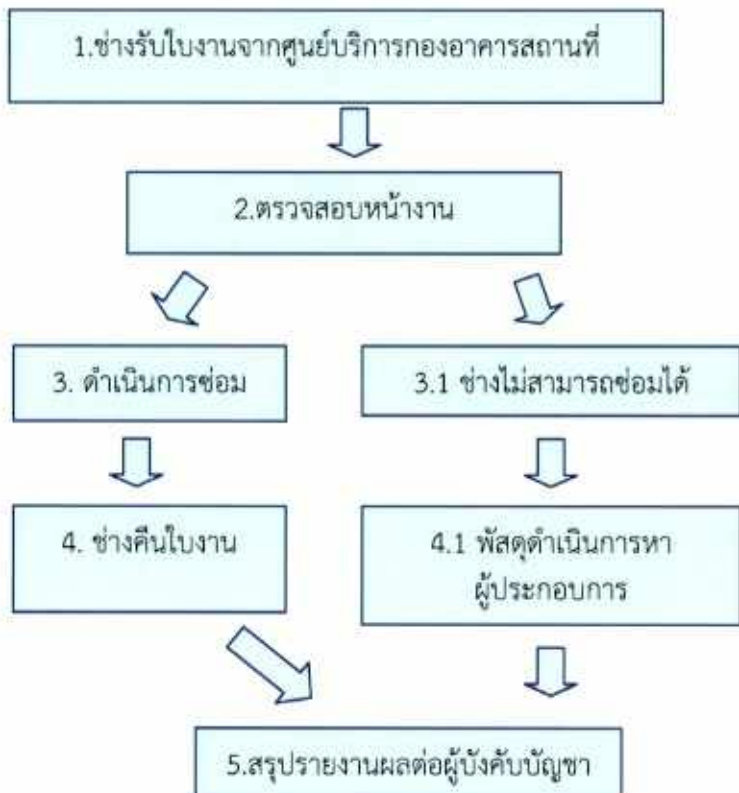 1.ช่างรับใบงานจากศูนย์บริการกองอาคารสถานที่
2.ตรวจสอบหน้างาน
3. ดำเนินการซ่อม
3.1 ช่างไม่สามารถซ่อมได้
4. ช่างคืนใบงาน
4.1 พัสดุดำเนินการหา
ผู้ประกอบการ
5.สรุปรายงานผลต่อผู้บังคับบัญชา